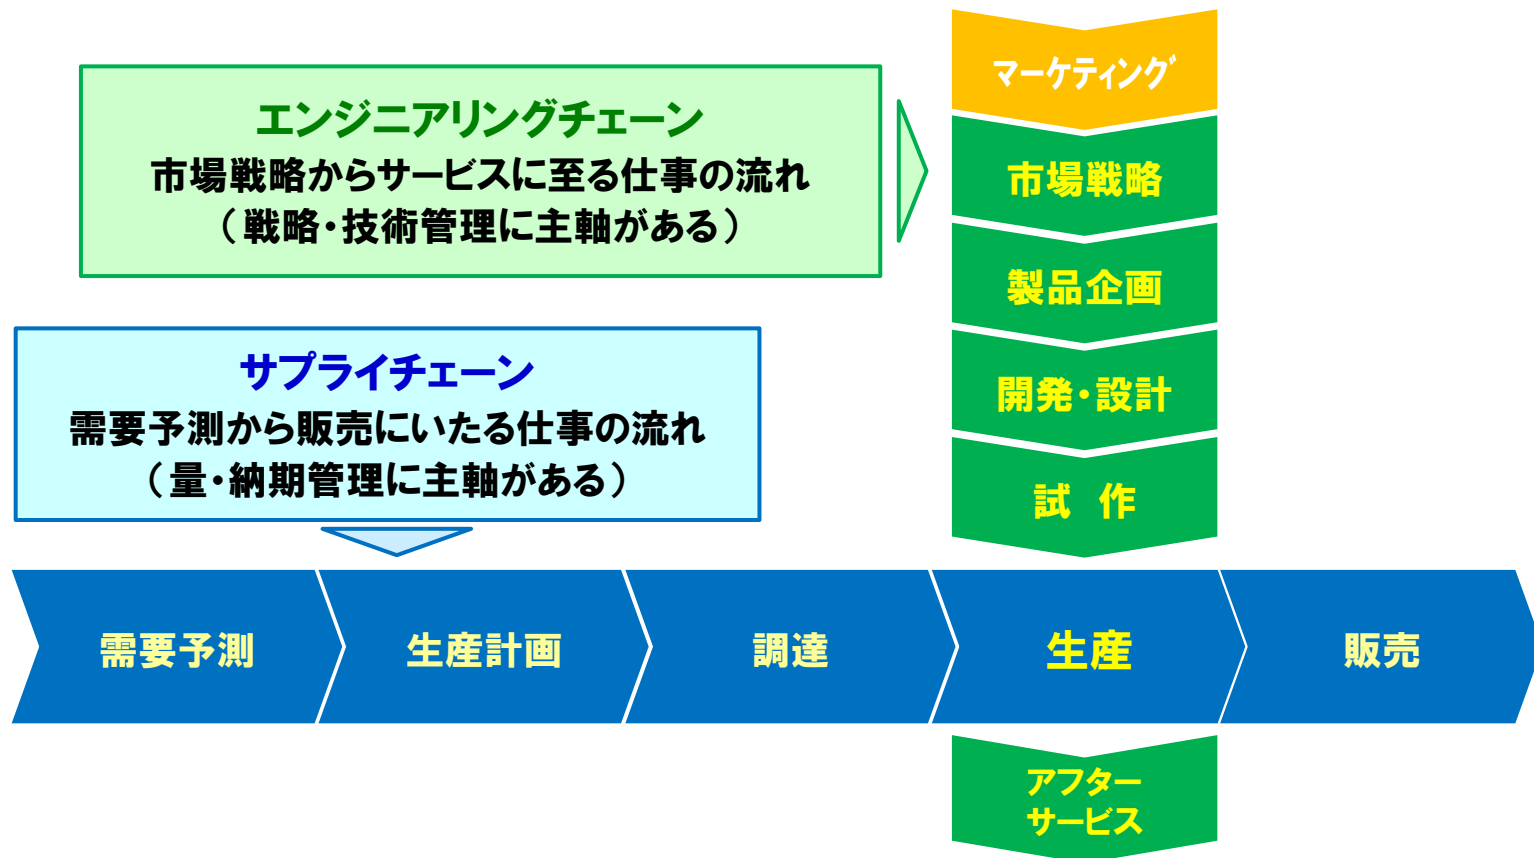 マーケティング
エンジニアリングチェーン
市場戦略からサービスに至る仕事の流れ
（戦略・技術管理に主軸がある）
市場戦略
製品企画
サプライチェーン
需要予測から販売にいたる仕事の流れ
（量・納期管理に主軸がある）
開発・設計
試 作
需要予測
生産計画
調達
生産
販売
アフター
サービス